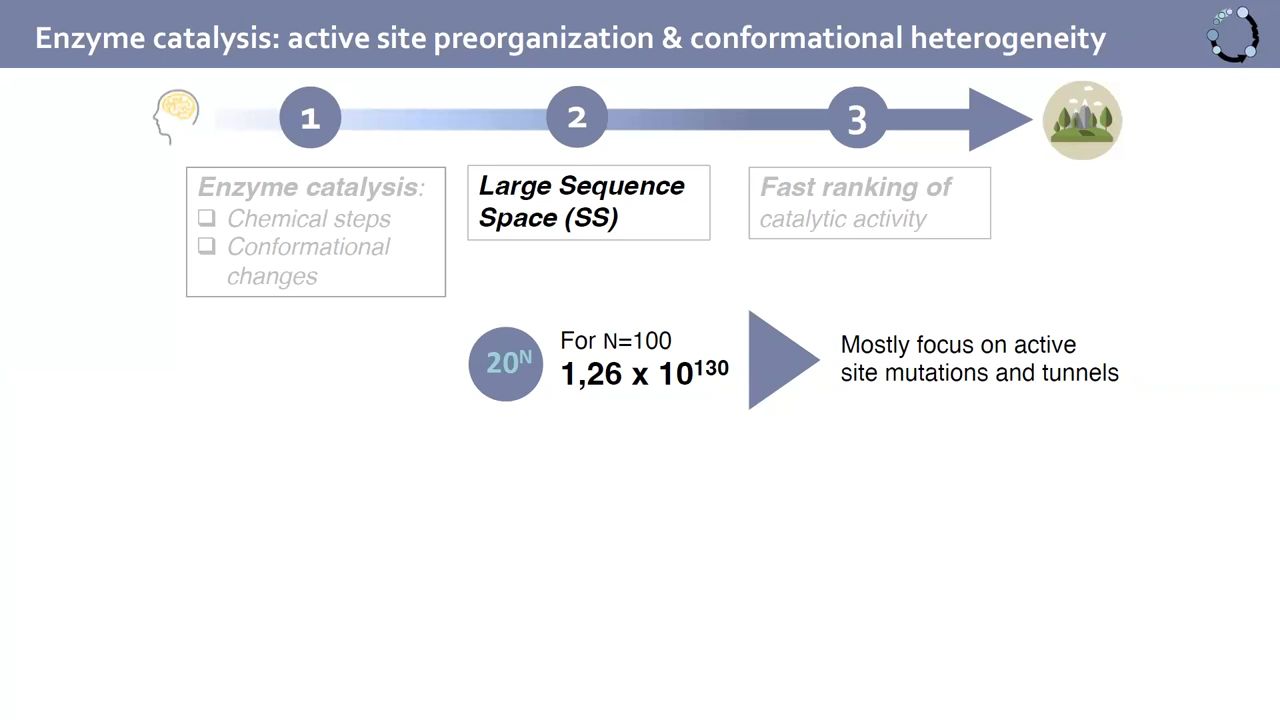 Enzyme catalysis: active site preorganization & conformational heterogeneity
1
2
3
Enzyme catalysis:
❑ Chemical steps
❑ Conformational
changes
Large Sequence
Space (SS)
Fast ranking of
catalytic activity
20ᴺ
For N=100
1,26 x 10¹³⁰
Mostly focus on active
site mutations and tunnels